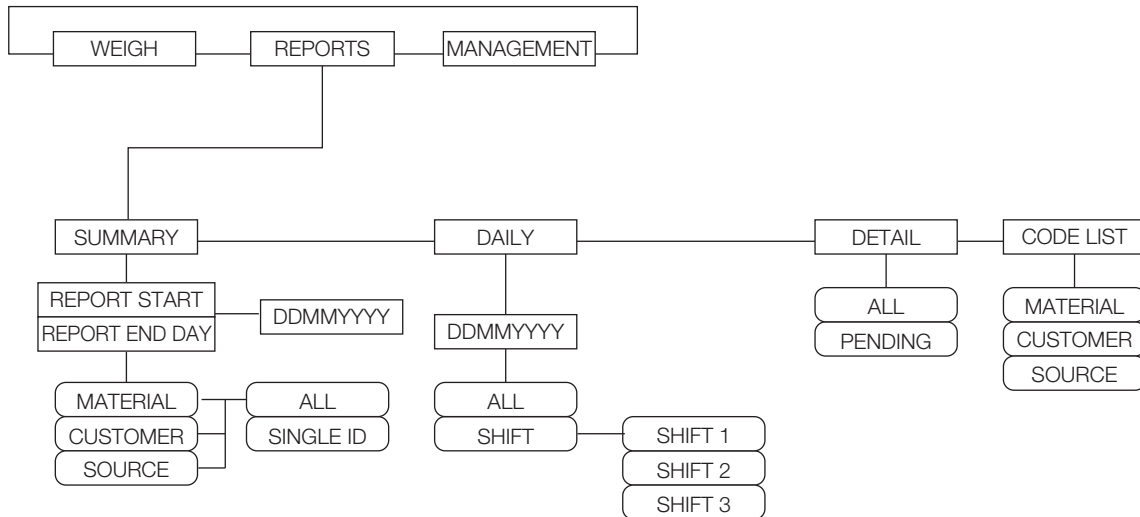 WEIGH REPORTS MANAGEMENT
SUMMARY DAILY DETAIL CODE LIST
REPORT START
REPORT END DAY
DDMMYYYY
MATERIAL
CUSTOMER
SOURCE
ALL
SINGLE ID
DDMMYYYY
ALL
SHIFT
SHIFT 1
SHIFT 2
SHIFT 3
ALL
PENDING
MATERIAL
CUSTOMER
SOURCE